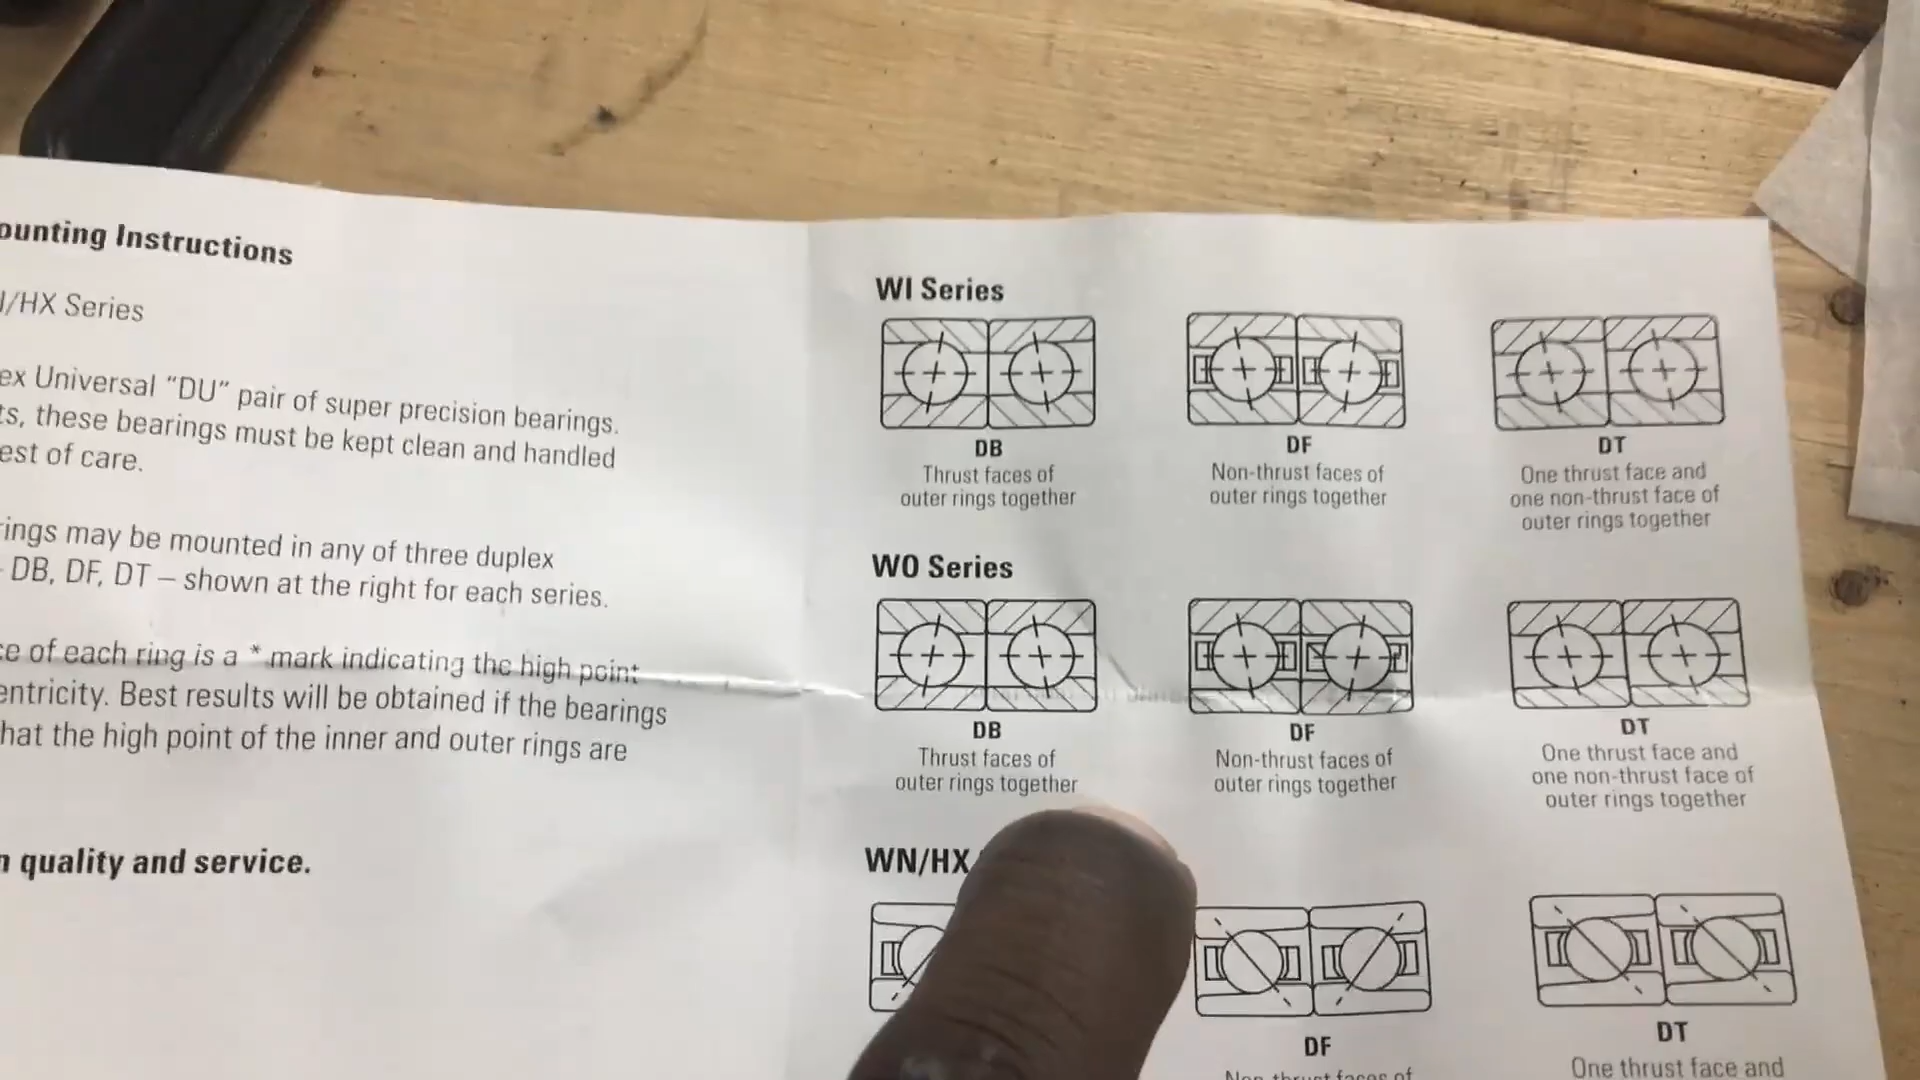 ounting Instructions
/HX Series
ex Universal “DU” pair of super precision bearings.
ts, these bearings must be kept clean and handled
est of care.
rings may be mounted in any of three duplex
- DB, DF, DT – shown at the right for each series.
ce of each ring is a * mark indicating the high point
entricity. Best results will be obtained if the bearings
hat the high point of the inner and outer rings are
n quality and service.
WI Series
DB
Thrust faces of
outer rings together
DF
Non-thrust faces of
outer rings together
DT
One thrust face and
one non-thrust face of
outer rings together
WO Series
DB
Thrust faces of
outer rings together
DF
Non-thrust faces of
outer rings together
DT
One thrust face and
one non-thrust face of
outer rings together
WN/HX
DF
Non-thrust faces of
DT
One thrust face and